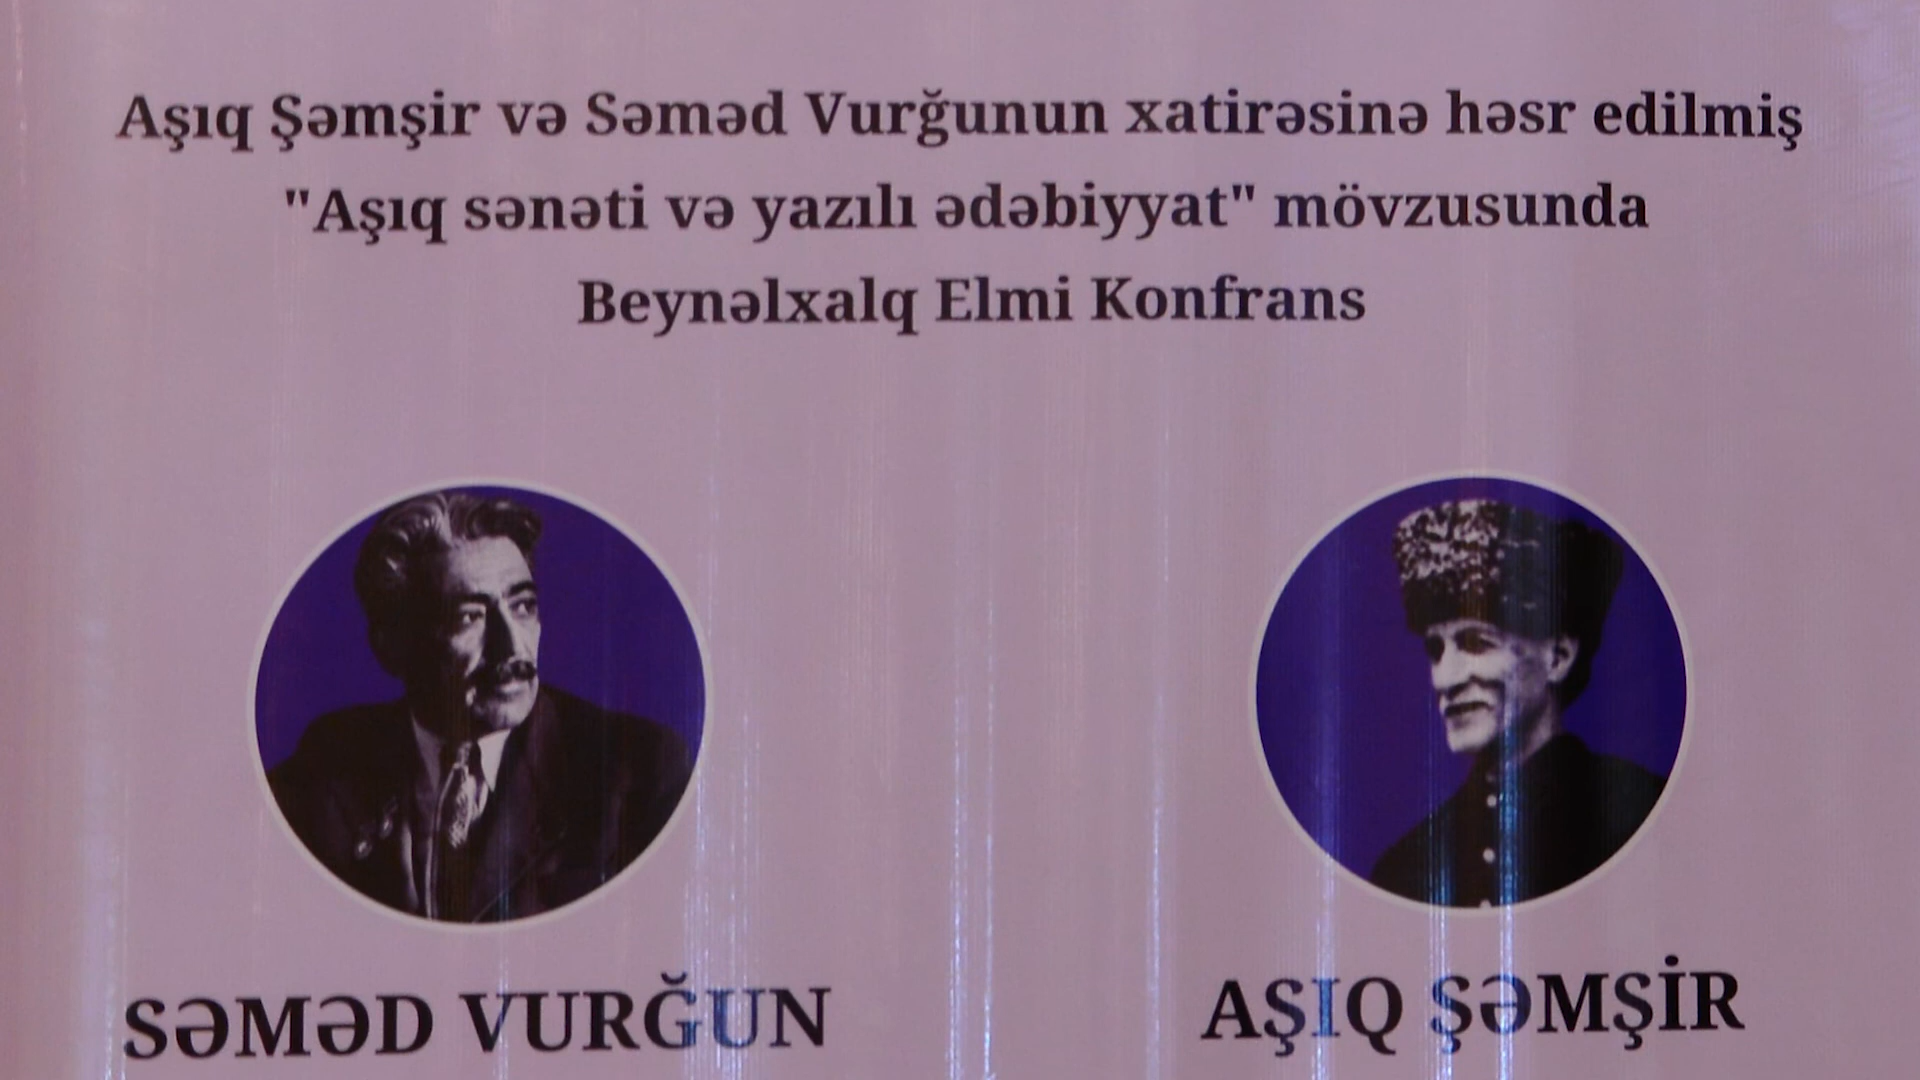 Aşıq Şəmşir və Səməd Vurğunun xatirəsinə həsr edilmiş
"Aşıq sənəti və yazılı ədəbiyyat" mövzusunda
Beynəlxalq Elmi Konfrans
SƏMƏD VURĞUN
AŞIQ ŞƏMŞİR